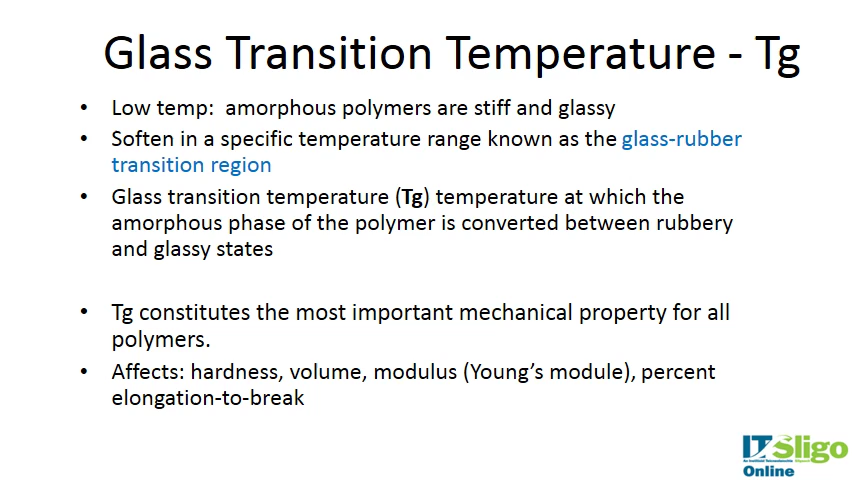 Glass Transition Temperature - Tg
• Low temp:  amorphous polymers are stiff and glassy
• Soften in a specific temperature range known as the glass-rubber
transition region
• Glass transition temperature (Tg) temperature at which the
amorphous phase of the polymer is converted between rubbery
and glassy states
• Tg constitutes the most important mechanical property for all
polymers.
• Affects: hardness, volume, modulus (Young’s module), percent
elongation-to-break
IT Sligo
Online